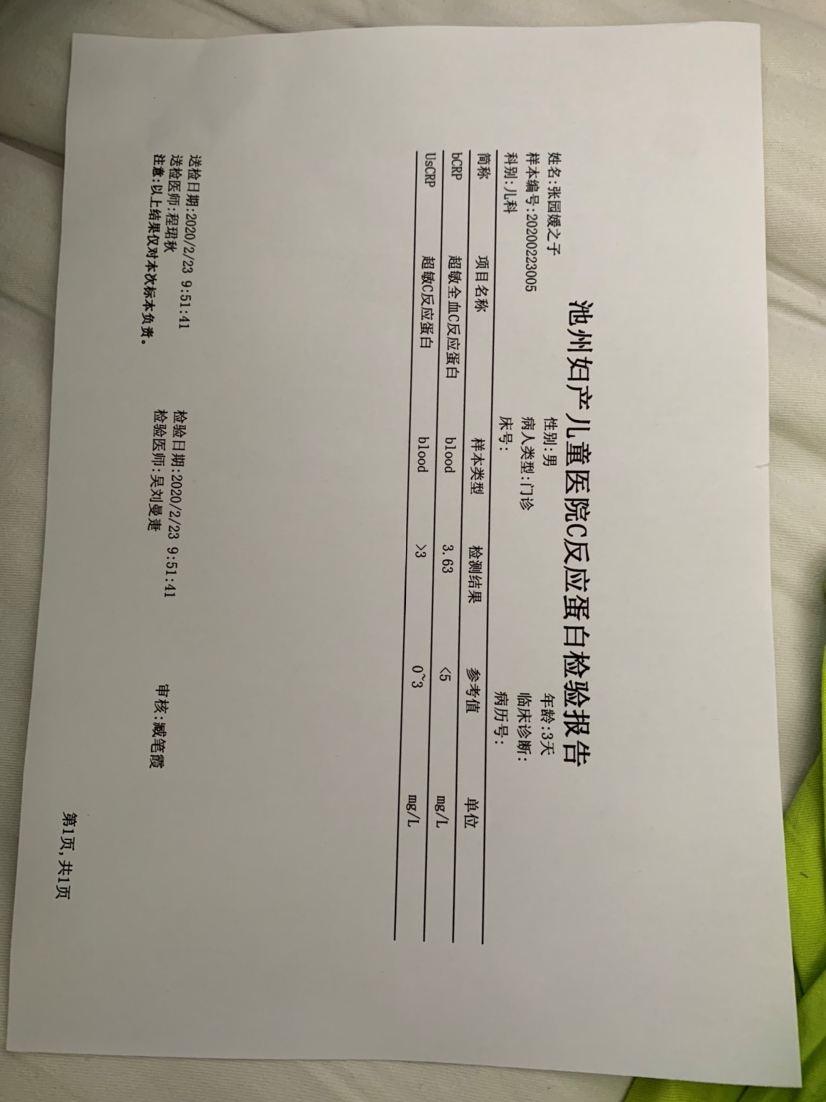 池州妇产儿童医院C反应蛋白检验报告
姓名:张园媛之子 性别:男 年龄:3天
样本编号:20200223005 病人类型:门诊 临床诊断:
科别:儿科 床号: 病历号:
简称 项目名称 样本类型 检测结果 参考值 单位
bCRP 超敏全血C反应蛋白 blood 3.63 <5 mg/L
UsCRP 超敏C反应蛋白 blood >3 0~3 mg/L
送检日期:2020/2/23 9:51:41 检验日期:2020/2/23 9:51:41 审核:臧笔霞
送检医师:程珺秋 检验医师:吴刘曼疌
注意:以上结果仅对本次标本负责。
第1页,共1页